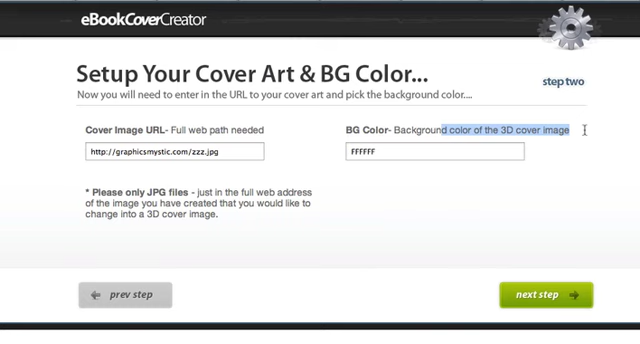 eBookCoverCreator
Setup Your Cover Art & BG Color...
step two
Now you will need to enter in the URL to your cover art and pick the background color....
Cover Image URL- Full web path needed
BG Color- Background color of the 3D cover image
http://graphicsmystic.com/zzz.jpg
FFFFFF
* Please only JPG files - just in the full web address
of the image you have created that you would like to
change into a 3D cover image.
prev step
next step